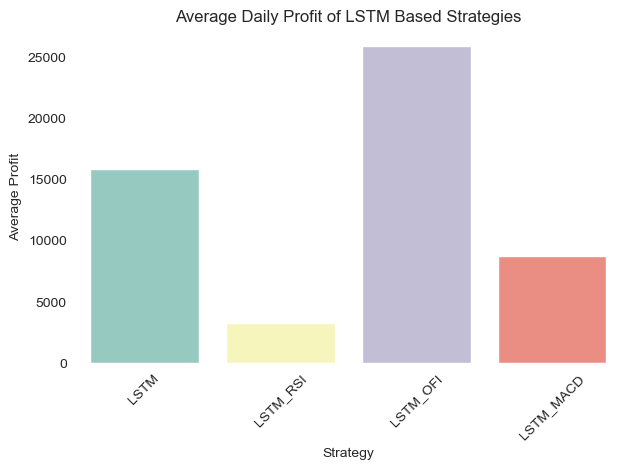 Average Daily Profit of LSTM Based Strategies
25000
20000
15000
10000
5000
0
Average Profit
LSTM
LSTM_RSI
LSTM_OFI
LSTM_MACD
Strategy